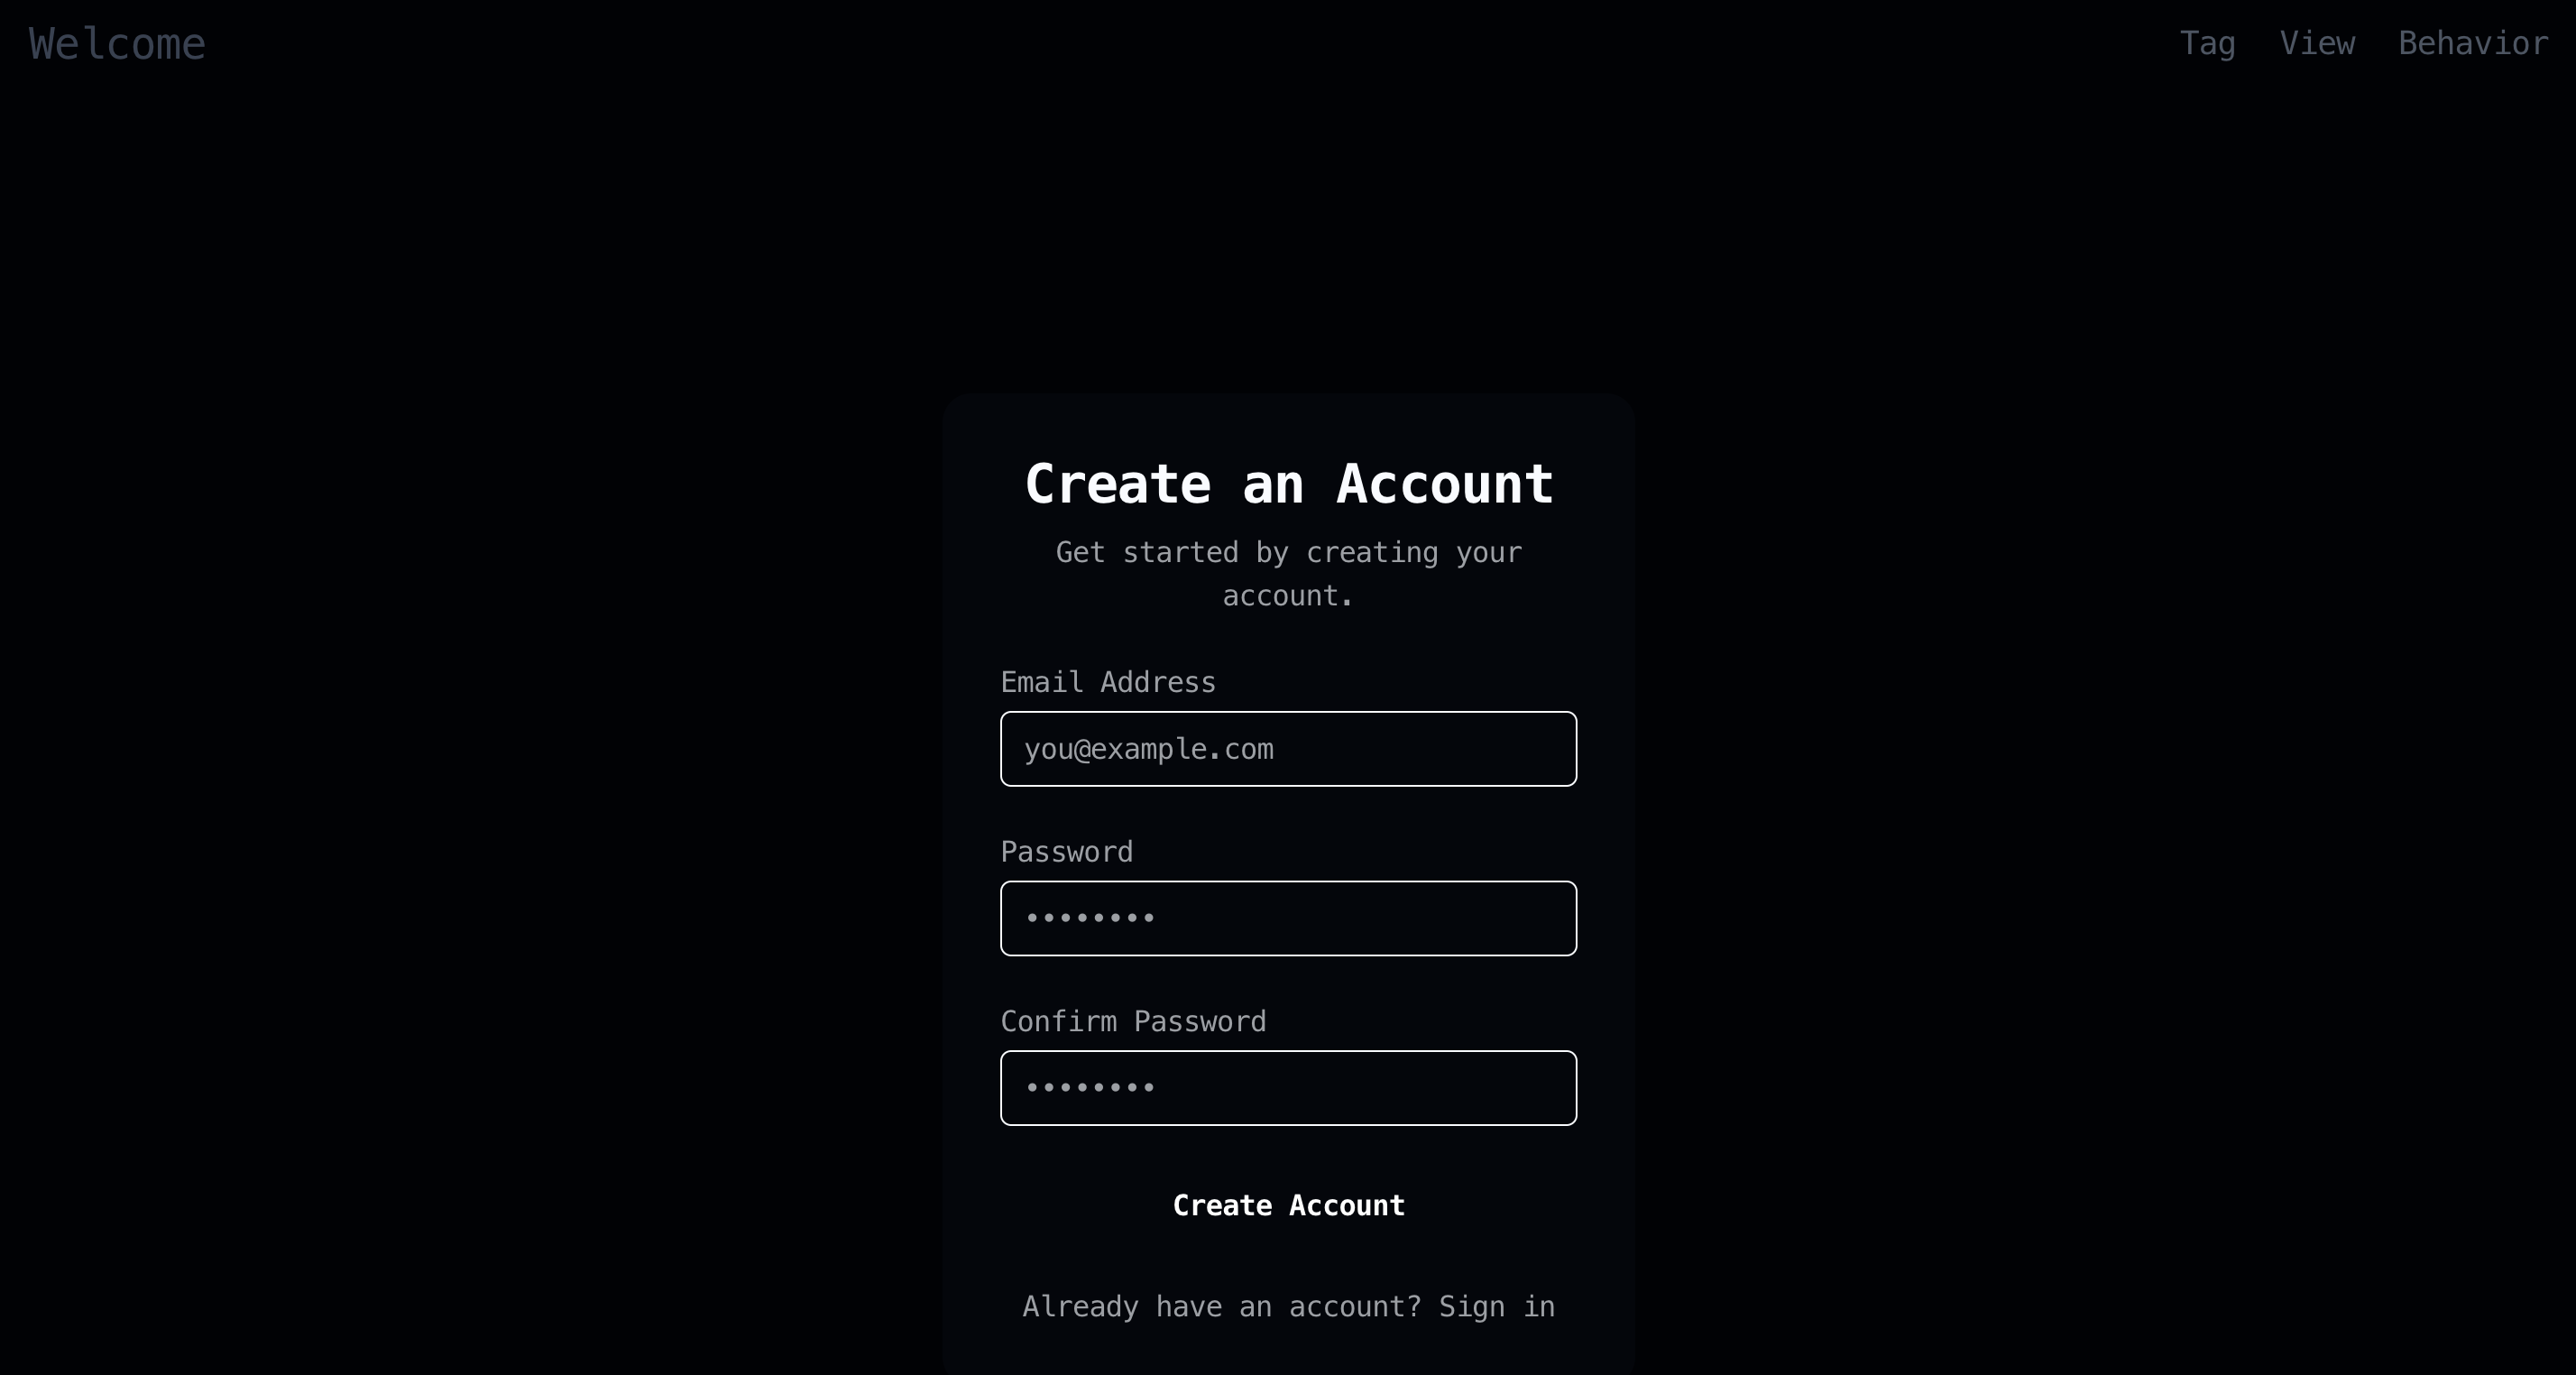 Welcome
Tag View Behavior
Create an Account
Get started by creating your
account.
Email Address
you@example.com
Password
••••••••
Confirm Password
••••••••
Create Account
Already have an account? Sign in